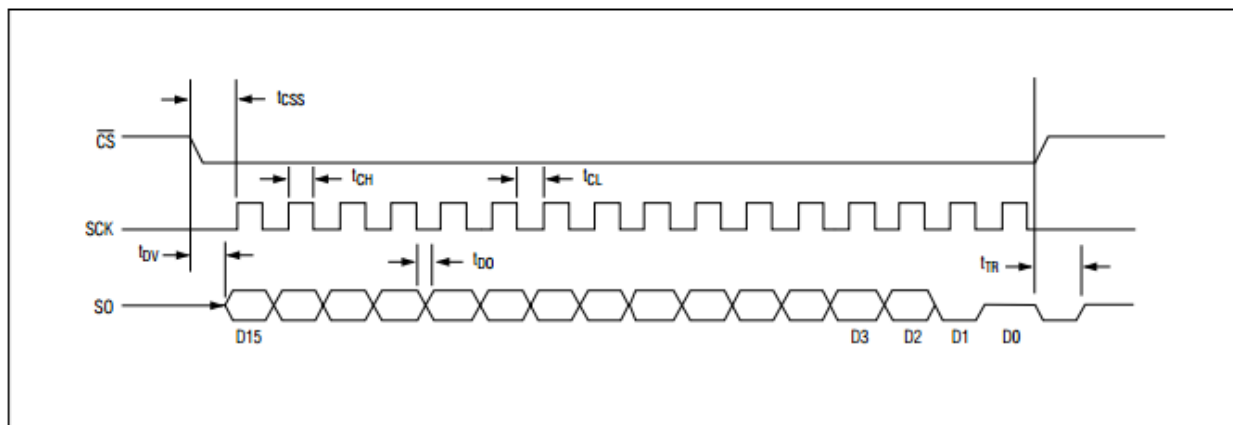 tCSS
CS
tCH
tCL
SCK
tDV
tDO
tTR
SO
D15 D3 D2 D1 D0